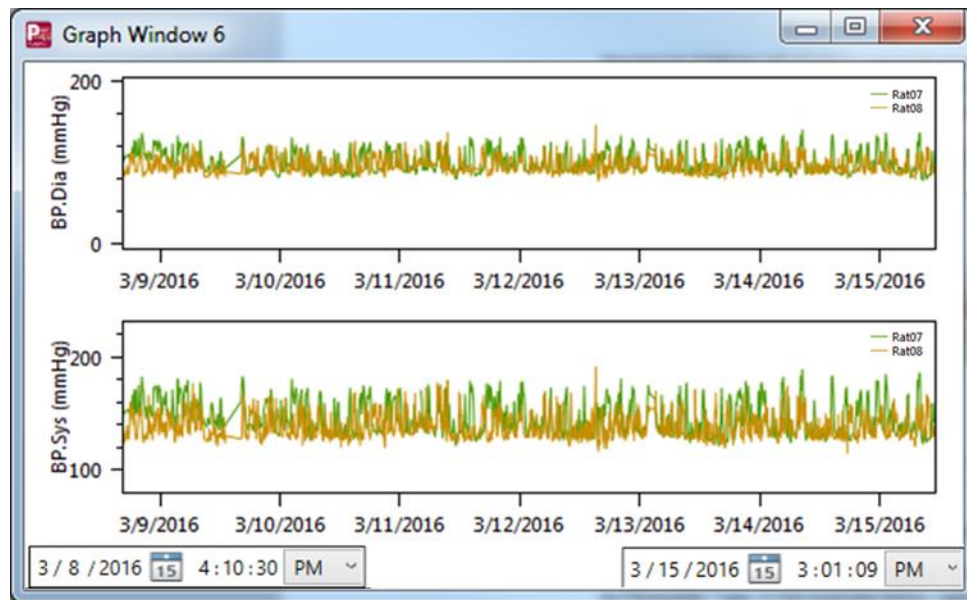 Graph Window 6
200
0
BP.Dia (mmHg)
Rat07
Rat08
3/9/2016 3/10/2016 3/11/2016 3/12/2016 3/13/2016 3/14/2016 3/15/2016
200
100
BP.Sys (mmHg)
Rat07
Rat08
3/9/2016 3/10/2016 3/11/2016 3/12/2016 3/13/2016 3/14/2016 3/15/2016
3 / 8 / 2016 15 4 : 10 : 30 PM
3 / 15 / 2016 15 3 : 01 : 09 PM